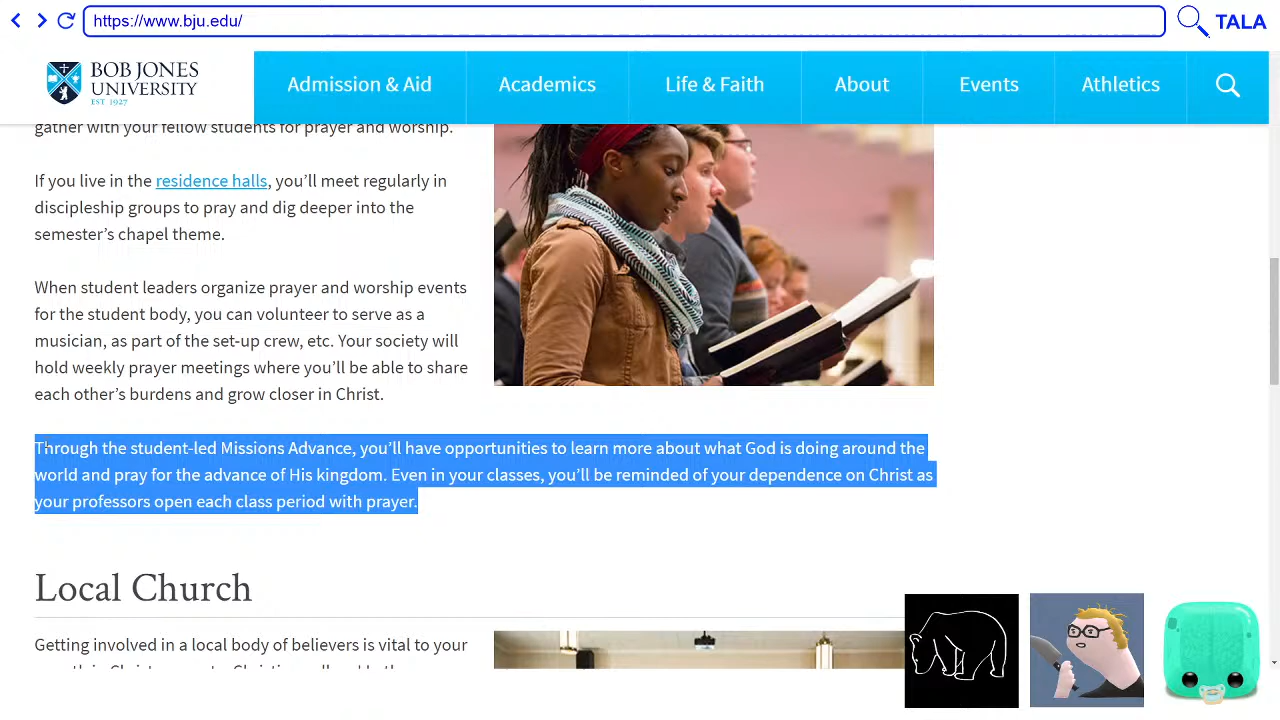 https://www.bju.edu/
TALA
BOB JONES
UNIVERSITY
EST 1927
Admission & Aid
Academics
Life & Faith
About
Events
Athletics
gather with your fellow students for prayer and worship.
If you live in the residence halls, you’ll meet regularly in
discipleship groups to pray and dig deeper into the
semester’s chapel theme.
When student leaders organize prayer and worship events
for the student body, you can volunteer to serve as a
musician, as part of the set-up crew, etc. Your society will
hold weekly prayer meetings where you’ll be able to share
each other’s burdens and grow closer in Christ.
Through the student-led Missions Advance, you’ll have opportunities to learn more about what God is doing around the
world and pray for the advance of His kingdom. Even in your classes, you’ll be reminded of your dependence on Christ as
your professors open each class period with prayer.
Local Church
Getting involved in a local body of believers is vital to your